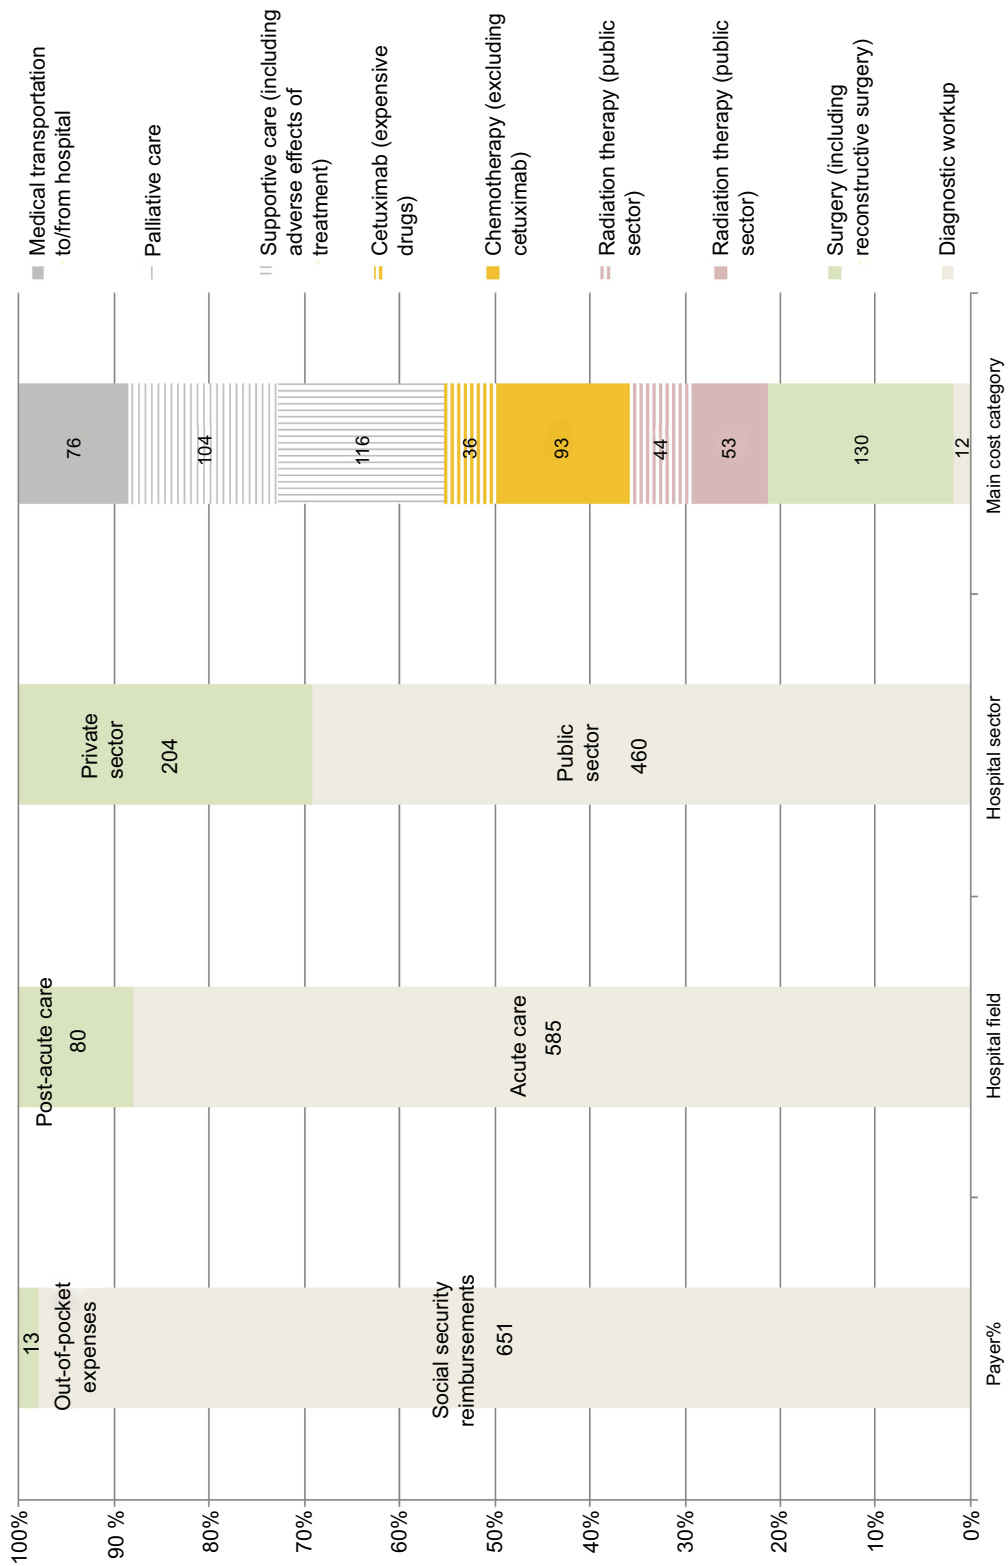 100%
90 %
80%
70%
60%
50%
40%
30%
20%
10%
0%
13
Out-of-pocket
expenses
Social security
reimbursements
651
Payer%
Post-acute care
80
Acute care
585
Hospital field
Private
sector
204
Public
sector
460
Hospital sector
76
104
116
36
93
44
53
130
12
Main cost category
Medical transportation
to/from hospital
Palliative care
Supportive care (including
adverse effects of
treatment)
Cetuximab (expensive
drugs)
Chemotherapy (excluding
cetuximab)
Radiation therapy (public
sector)
Radiation therapy (public
sector)
Surgery (including
reconstructive surgery)
Diagnostic workup